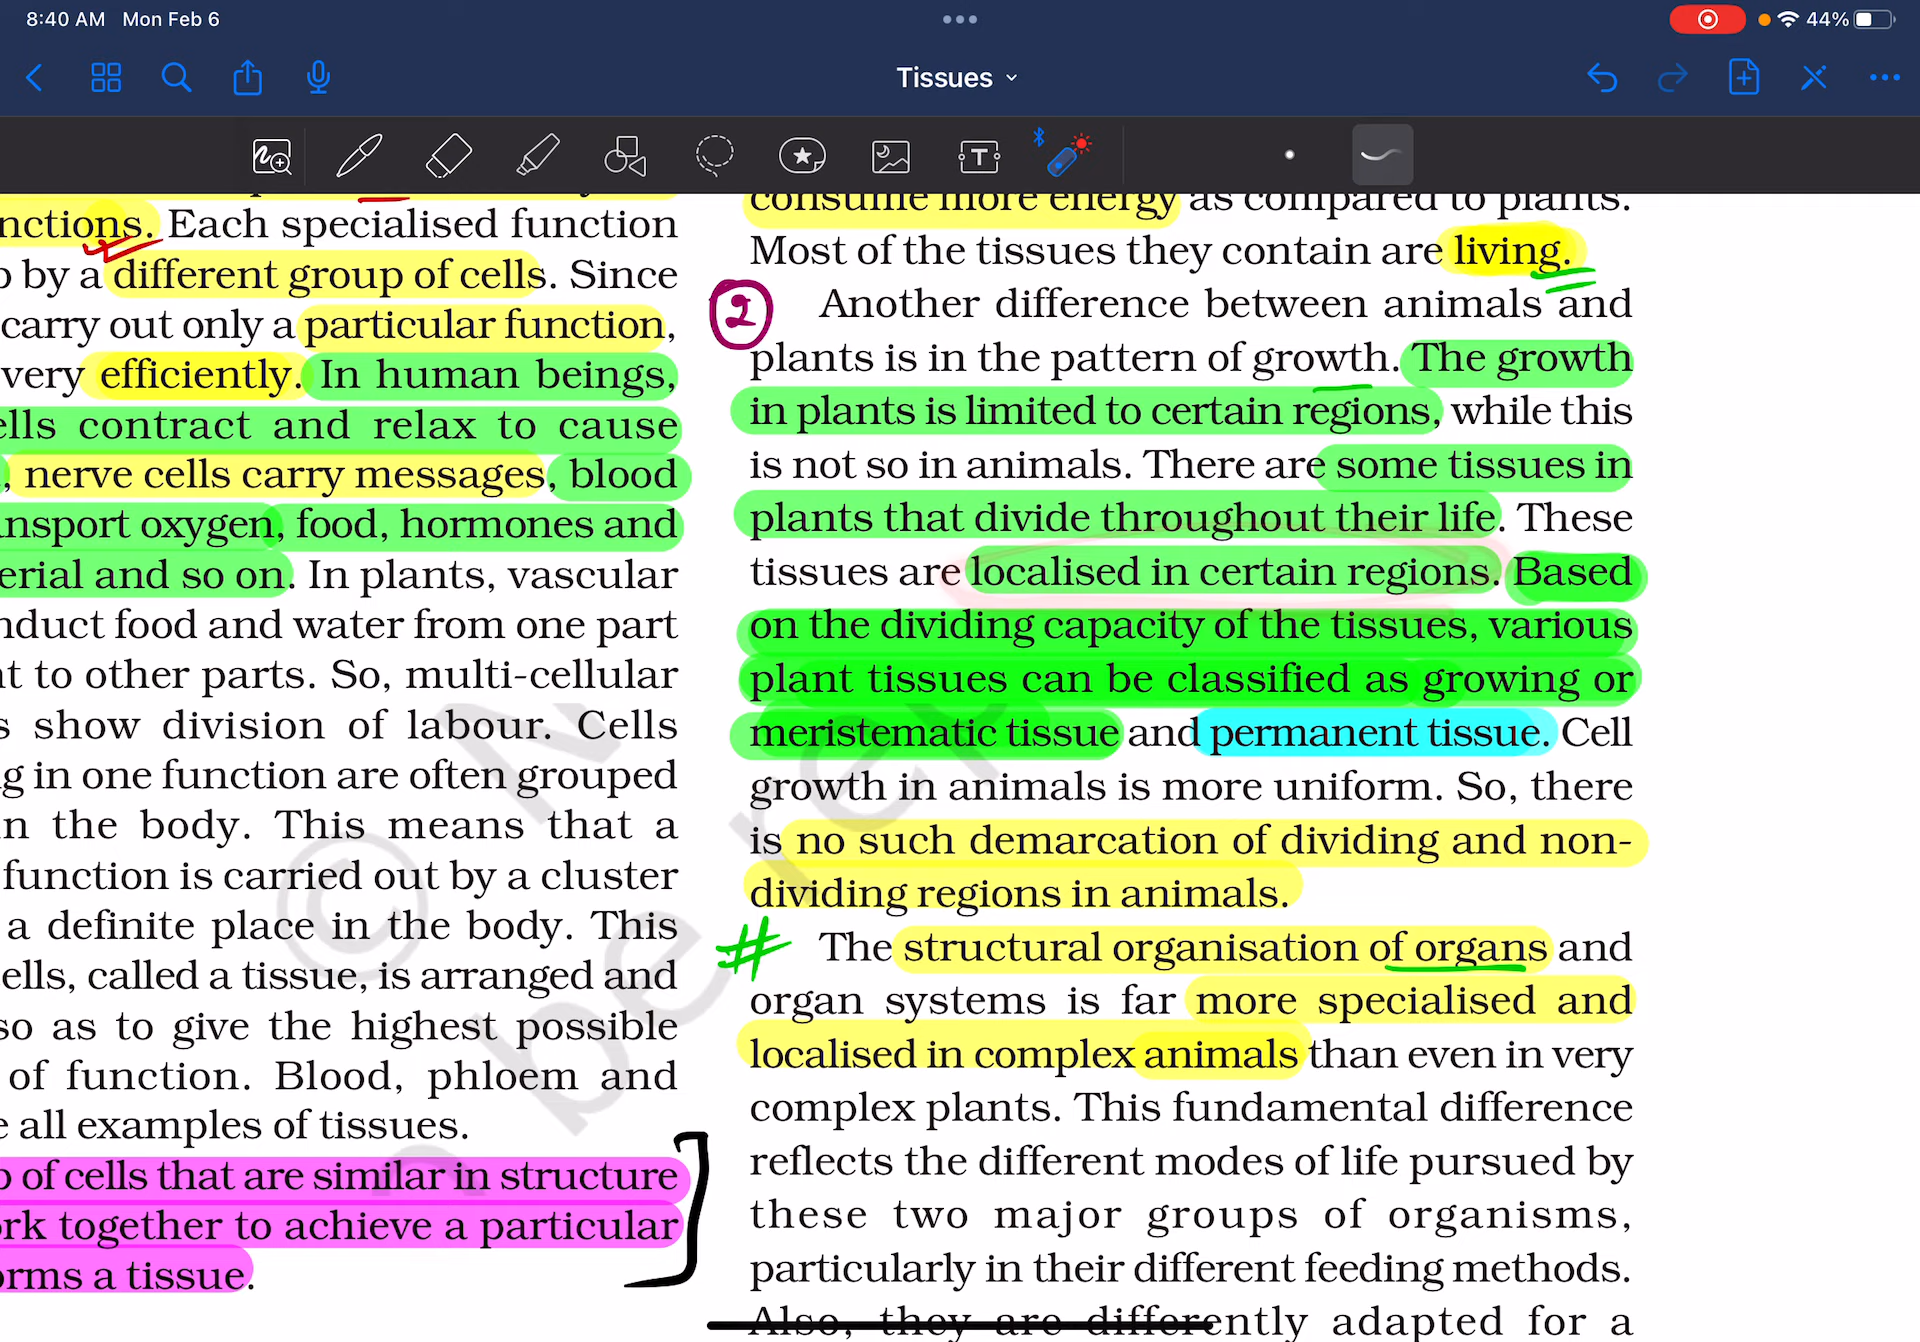 8:40 AM Mon Feb 6
44%
Tissues
T
nctions. Each specialised function
by a different group of cells. Since
carry out only a particular function,
very efficiently. In human beings,
ells contract and relax to cause
, nerve cells carry messages, blood
ansport oxygen, food, hormones and
erial and so on. In plants, vascular
nduct food and water from one part
t to other parts. So, multi-cellular
s show division of labour. Cells
g in one function are often grouped
n the body. This means that a
function is carried out by a cluster
a definite place in the body. This
ells, called a tissue, is arranged and
so as to give the highest possible
of function. Blood, phloem and
e all examples of tissues.
p of cells that are similar in structure
ork together to achieve a particular
orms a tissue.
consume more energy as compared to plants.
Most of the tissues they contain are living.
2 Another difference between animals and
plants is in the pattern of growth. The growth
in plants is limited to certain regions, while this
is not so in animals. There are some tissues in
plants that divide throughout their life. These
tissues are localised in certain regions. Based
on the dividing capacity of the tissues, various
plant tissues can be classified as growing or
meristematic tissue and permanent tissue. Cell
growth in animals is more uniform. So, there
is no such demarcation of dividing and non-
dividing regions in animals.
# The structural organisation of organs and
organ systems is far more specialised and
localised in complex animals than even in very
complex plants. This fundamental difference
reflects the different modes of life pursued by
these two major groups of organisms,
particularly in their different feeding methods.
Also, they are differently adapted for a